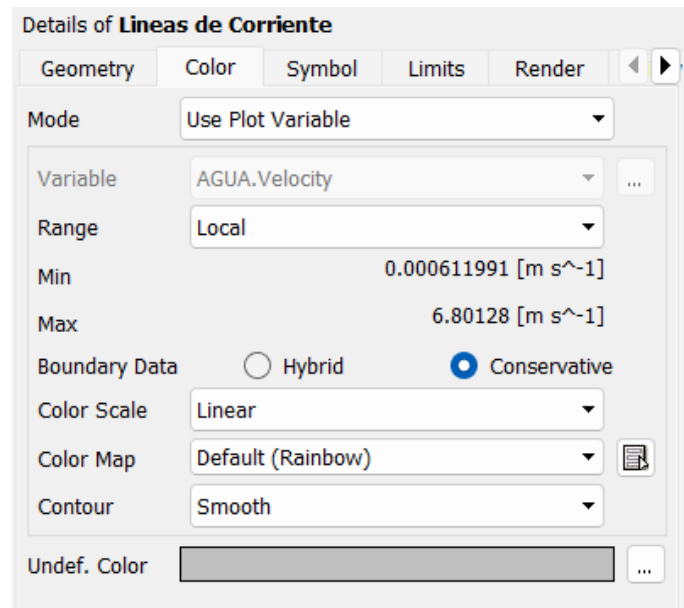 Details of Lineas de Corriente
Geometry Color Symbol Limits Render
Mode Use Plot Variable
Variable AGUA.Velocity ...
Range Local
Min 0.000611991 [m s^-1]
Max 6.80128 [m s^-1]
Boundary Data Hybrid Conservative
Color Scale Linear
Color Map Default (Rainbow)
Contour Smooth
Undef. Color ...